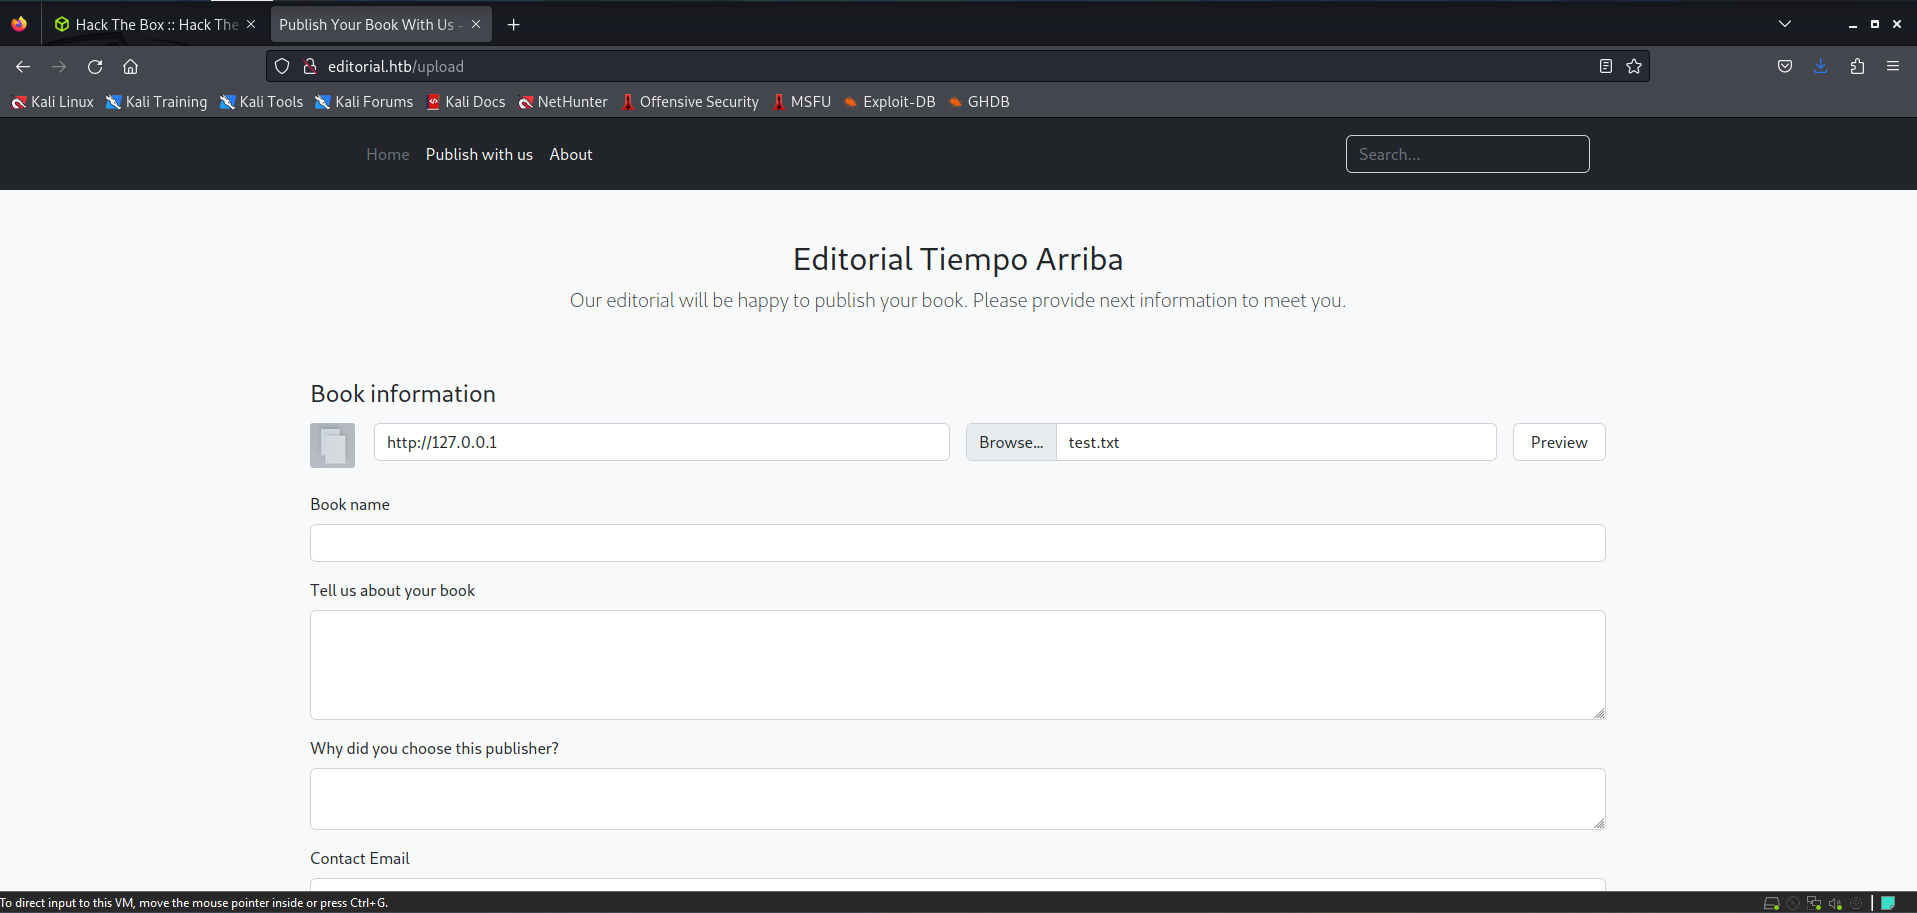 Hack The Box :: Hack The
Publish Your Book With Us -
editorial.htb/upload
Kali Linux Kali Training Kali Tools Kali Forums Kali Docs NetHunter Offensive Security MSFU Exploit-DB GHDB
Home Publish with us About Search...
Editorial Tiempo Arriba
Our editorial will be happy to publish your book. Please provide next information to meet you.
Book information
http://127.0.0.1 Browse... test.txt Preview
Book name
Tell us about your book
Why did you choose this publisher?
Contact Email
To direct input to this VM, move the mouse pointer inside or press Ctrl+G.